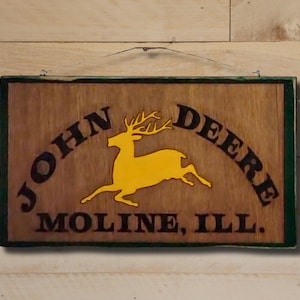 JOHN DEERE
MOLINE, ILL.